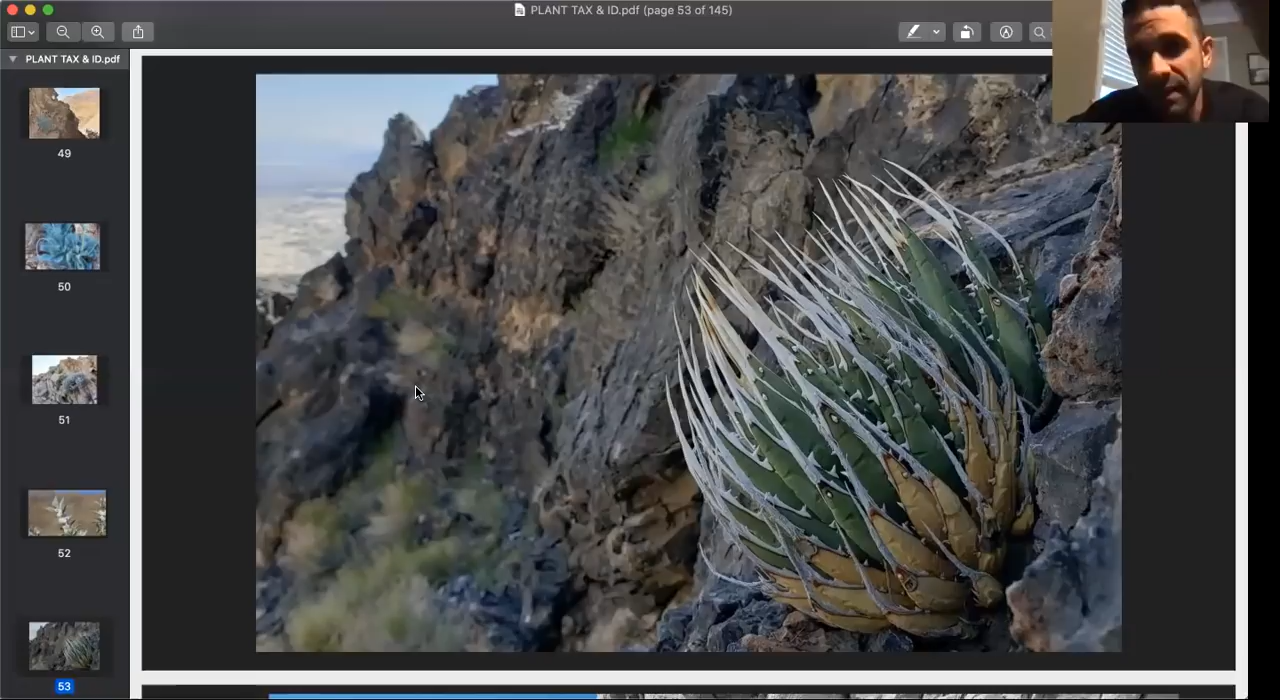 PLANT TAX & ID.pdf (page 53 of 145)
PLANT TAX & ID.pdf
49
50
51
52
53